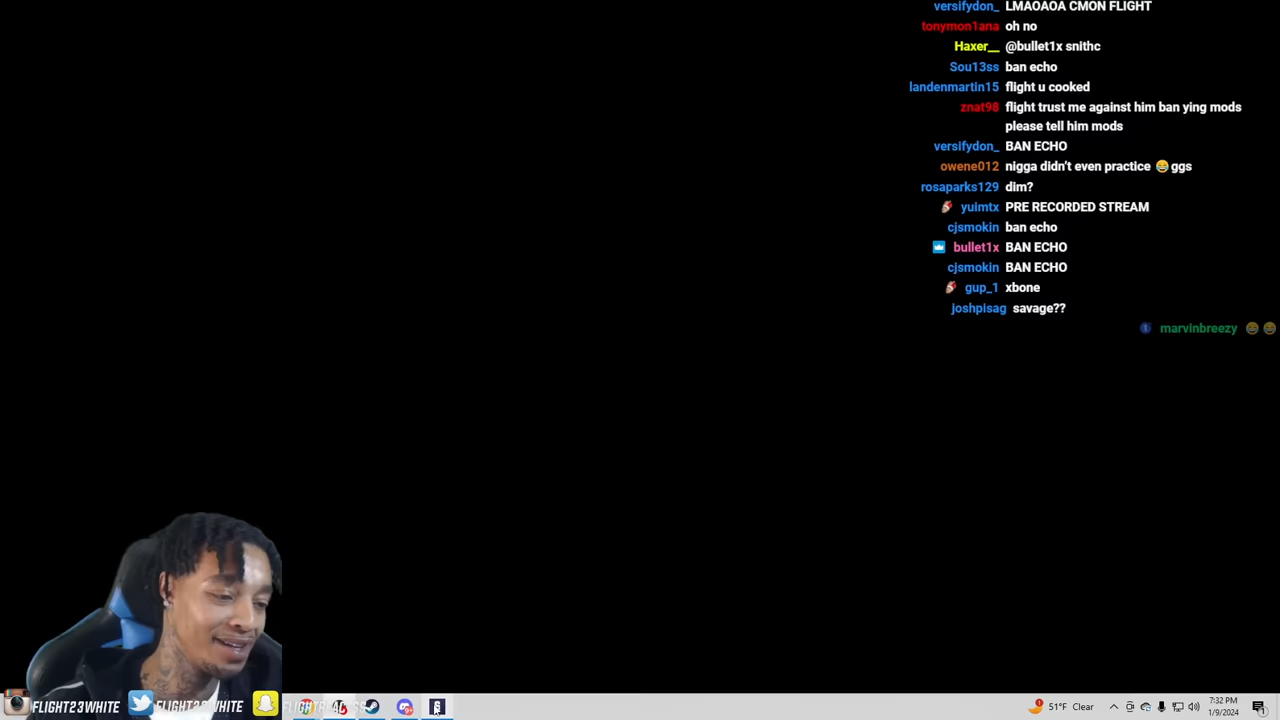 versifydon_ LMAOAOA CMON FLIGHT
tonymon1ana oh no
Haxer__ @bullet1x snithc
Sou13ss ban echo
landenmartin15 flight u cooked
znat98 flight trust me against him ban ying mods
please tell him mods
versifydon_ BAN ECHO
owene012 nigga didn't even practice 😂ggs
rosaparks129 dim?
yuimtx PRE RECORDED STREAM
cjsmokin ban echo
bullet1x BAN ECHO
cjsmokin BAN ECHO
gup_1 xbone
joshpisag savage??
marvinbreezy 😂 😂
FLIGHT23WHITE
FLIGHT23WHITE
51°F Clear
7:32 PM
1/9/2024